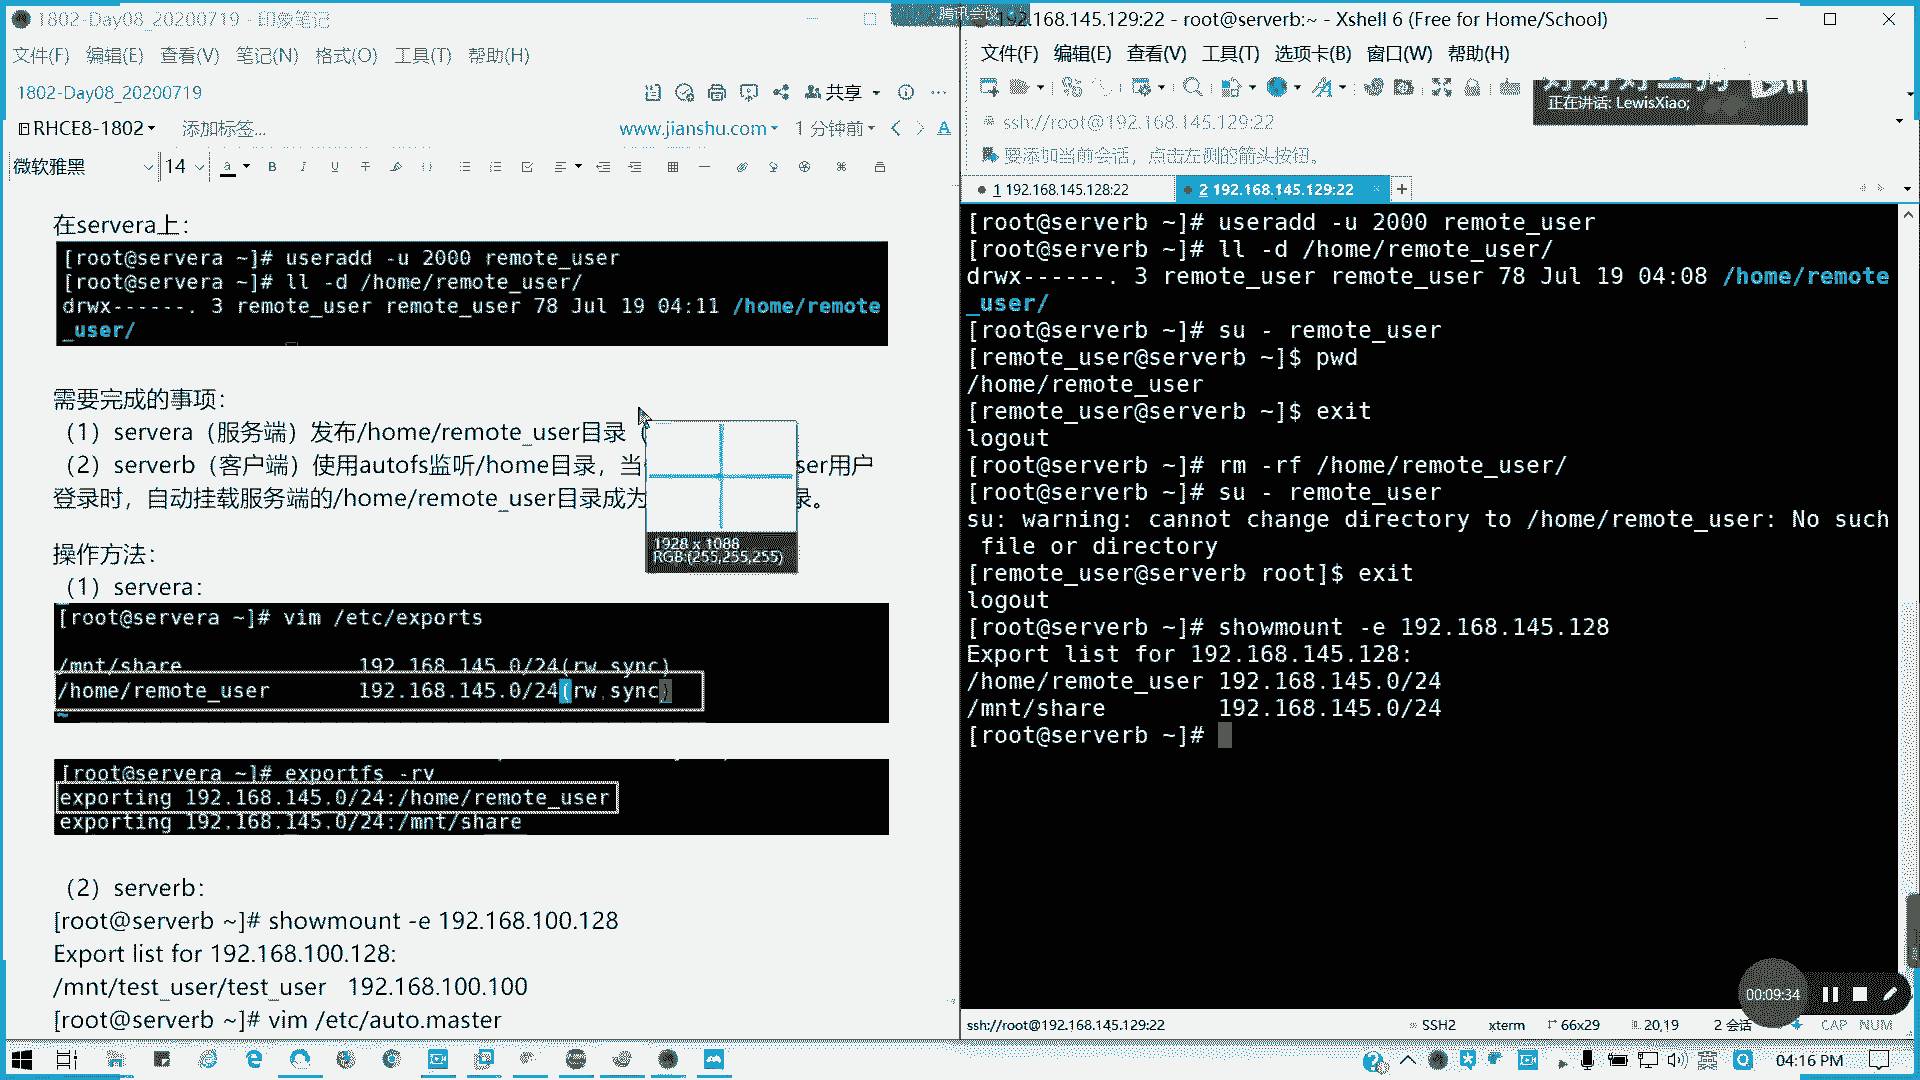 1802-Day08_20200719 - 印象笔记
文件(F) 编辑(E) 查看(V) 笔记(N) 格式(O) 工具(T) 帮助(H)
1802-Day08_20200719
共享
RHCE8-1802
添加标签...
www.jianshu.com
1 分钟前
微软雅黑
14
在servera上：
[root@servera ~]# useradd -u 2000 remote_user
[root@servera ~]# ll -d /home/remote_user/
drwx------. 3 remote_user remote_user 78 Jul 19 04:11 /home/remote
_user/
需要完成的事项：
（1）servera（服务端）发布/home/remote_user目录
（2）serverb（客户端）使用autofs监听/home目录，当 ser用户
登录时，自动挂载服务端的/home/remote_user目录成为 录。
1928 x 1088
RGB:(255,255,255)
操作方法：
（1）servera：
[root@servera ~]# vim /etc/exports
/mnt/share 192.168.145.0/24(rw,sync)
/home/remote_user 192.168.145.0/24(rw,sync)
~
[root@servera ~]# exportfs -rv
exporting 192.168.145.0/24:/home/remote_user
exporting 192.168.145.0/24:/mnt/share
（2）serverb：
[root@serverb ~]# showmount -e 192.168.100.128
Export list for 192.168.100.128:
/mnt/test_user/test_user 192.168.100.100
[root@serverb ~]# vim /etc/auto.master
腾讯会议
192.168.145.129:22 - root@serverb:~ - Xshell 6 (Free for Home/School)
文件(F) 编辑(E) 查看(V) 工具(T) 选项卡(B) 窗口(W) 帮助(H)
正在讲话: LewisXiao;
ssh://root@192.168.145.129:22
要添加当前会话，点击左侧的箭头按钮。
1 192.168.145.128:22
2 192.168.145.129:22
[root@serverb ~]# useradd -u 2000 remote_user
[root@serverb ~]# ll -d /home/remote_user/
drwx------. 3 remote_user remote_user 78 Jul 19 04:08 /home/remote
_user/
[root@serverb ~]# su - remote_user
[remote_user@serverb ~]$ pwd
/home/remote_user
[remote_user@serverb ~]$ exit
logout
[root@serverb ~]# rm -rf /home/remote_user/
[root@serverb ~]# su - remote_user
su: warning: cannot change directory to /home/remote_user: No such
file or directory
[remote_user@serverb root]$ exit
logout
[root@serverb ~]# showmount -e 192.168.145.128
Export list for 192.168.145.128:
/home/remote_user 192.168.145.0/24
/mnt/share 192.168.145.0/24
[root@serverb ~]#
00:09:34
ssh://root@192.168.145.129:22
SSH2 xterm 66x29 20,19 2 会话 CAP NUM
04:16 PM